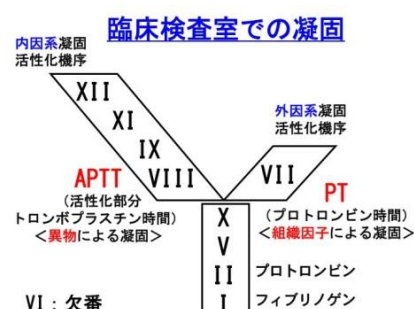 臨床検査室での凝固
内因系凝固
活性化機序
XII
XI
IX
VIII
APTT
(活性化部分
トロンボプラスチン時間)
<異物による凝固>
外因系凝固
活性化機序
VII
PT
(プロトロンビン時間)
<組織因子による凝固>
X
V
II プロトロンビン
I フィブリノゲン
VI:欠番